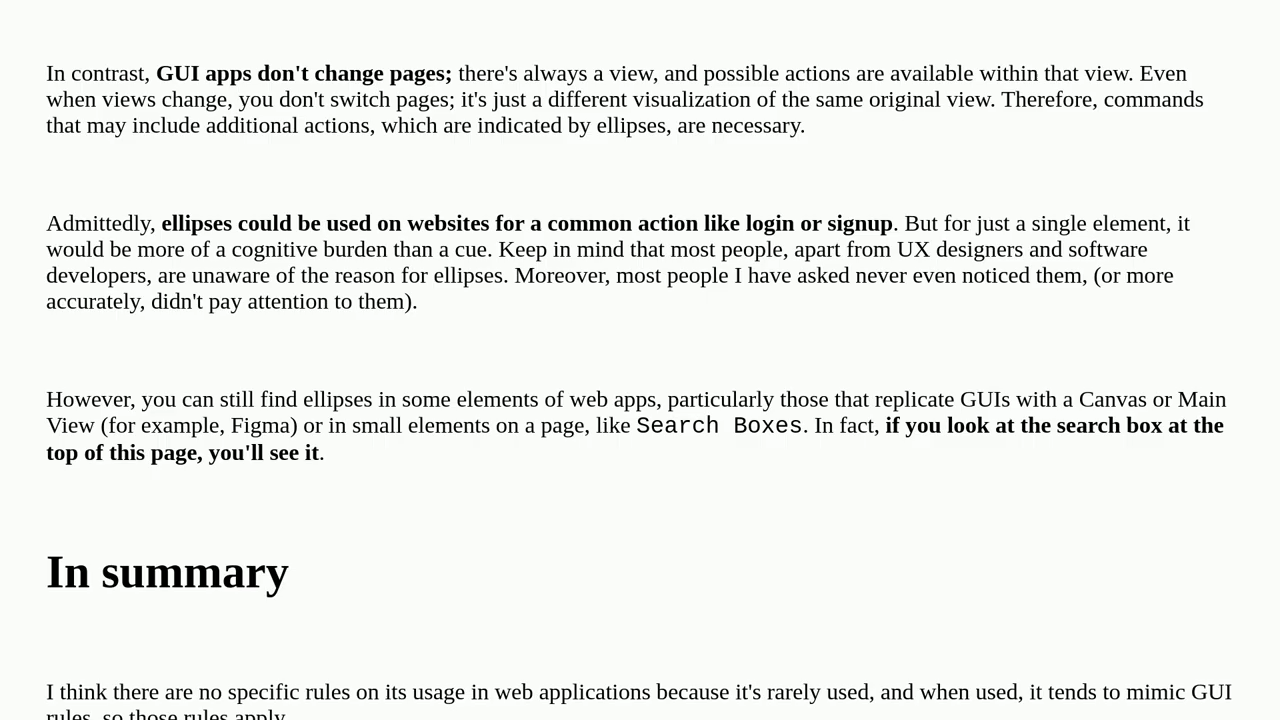 In contrast, GUI apps don't change pages; there's always a view, and possible actions are available within that view. Even
when views change, you don't switch pages; it's just a different visualization of the same original view. Therefore, commands
that may include additional actions, which are indicated by ellipses, are necessary.
Admittedly, ellipses could be used on websites for a common action like login or signup. But for just a single element, it
would be more of a cognitive burden than a cue. Keep in mind that most people, apart from UX designers and software
developers, are unaware of the reason for ellipses. Moreover, most people I have asked never even noticed them, (or more
accurately, didn't pay attention to them).
However, you can still find ellipses in some elements of web apps, particularly those that replicate GUIs with a Canvas or Main
View (for example, Figma) or in small elements on a page, like Search Boxes. In fact, if you look at the search box at the
top of this page, you'll see it.
In summary
I think there are no specific rules on its usage in web applications because it's rarely used, and when used, it tends to mimic GUI
rules, so those rules apply.